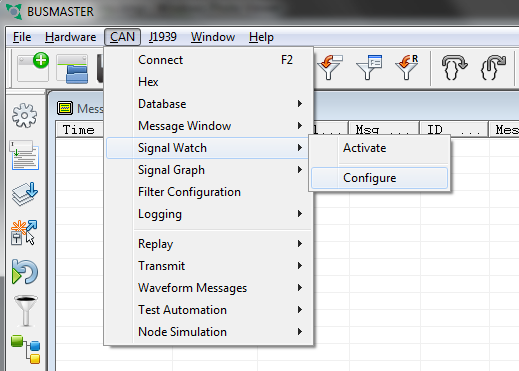 BUSMASTER
File Hardware CAN J1939 Window Help
Connect F2
Hex
Database
Message Window
Signal Watch
Signal Graph
Filter Configuration
Logging
Replay
Transmit
Waveform Messages
Test Automation
Node Simulation
Activate
Configure
R
Mess
Time
Msg ... ID ... Mes